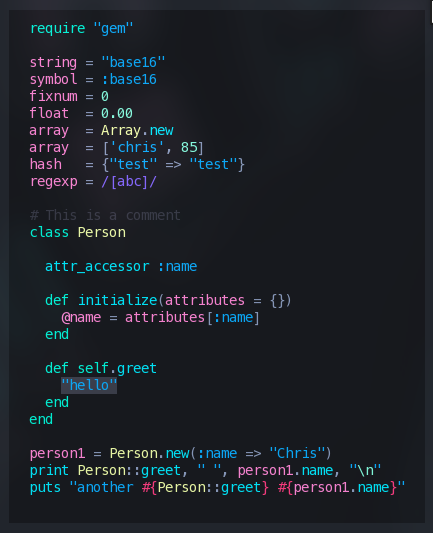 require "gem"

string = "base16"
symbol = :base16
fixnum = 0
float  = 0.00
array  = Array.new
array  = ['chris', 85]
hash   = {"test" => "test"}
regexp = /[abc]/

# This is a comment
class Person

  attr_accessor :name

  def initialize(attributes = {})
    @name = attributes[:name]
  end

  def self.greet
    "hello"
  end
end

person1 = Person.new(:name => "Chris")
print Person::greet, " ", person1.name, "\n"
puts "another #{Person::greet} #{person1.name}"